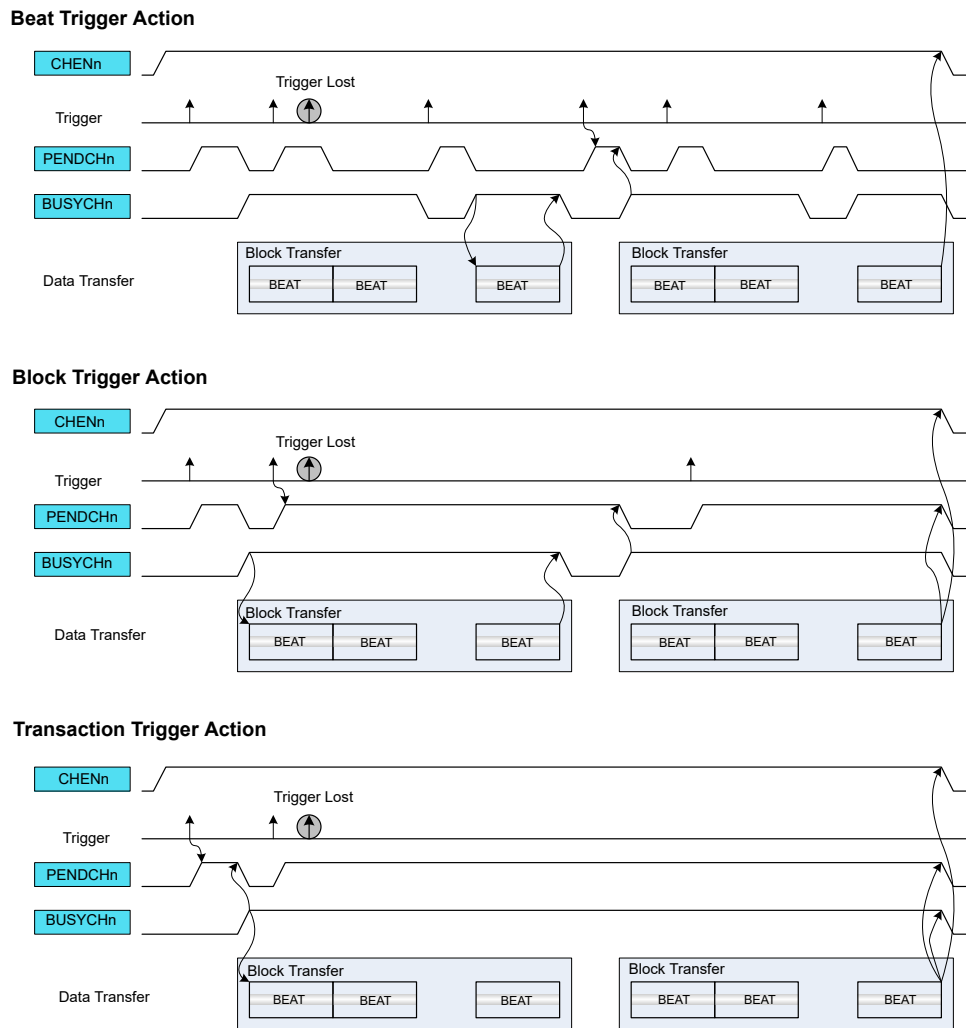 Beat Trigger Action
CHENn
Trigger Lost
Trigger
PENDCHn
BUSYCHn
Block Transfer
Block Transfer
Data Transfer
BEAT
BEAT
BEAT
BEAT
BEAT
BEAT
Block Trigger Action
CHENn
Trigger Lost
Trigger
PENDCHn
BUSYCHn
Block Transfer
Block Transfer
Data Transfer
BEAT
BEAT
BEAT
BEAT
BEAT
BEAT
Transaction Trigger Action
CHENn
Trigger Lost
Trigger
PENDCHn
BUSYCHn
Block Transfer
Block Transfer
Data Transfer
BEAT
BEAT
BEAT
BEAT
BEAT
BEAT